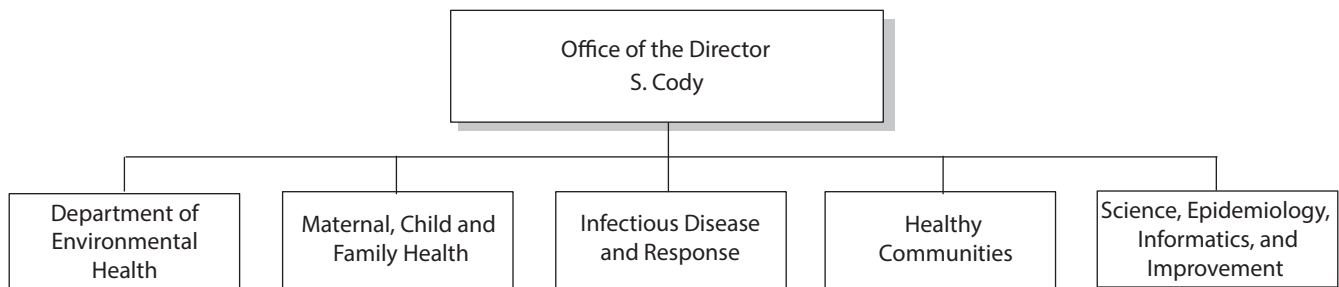 Office of the Director
S. Cody
Department of
Environmental
Health
Maternal, Child and
Family Health
Infectious Disease
and Response
Healthy
Communities
Science, Epidemiology,
Informatics, and
Improvement